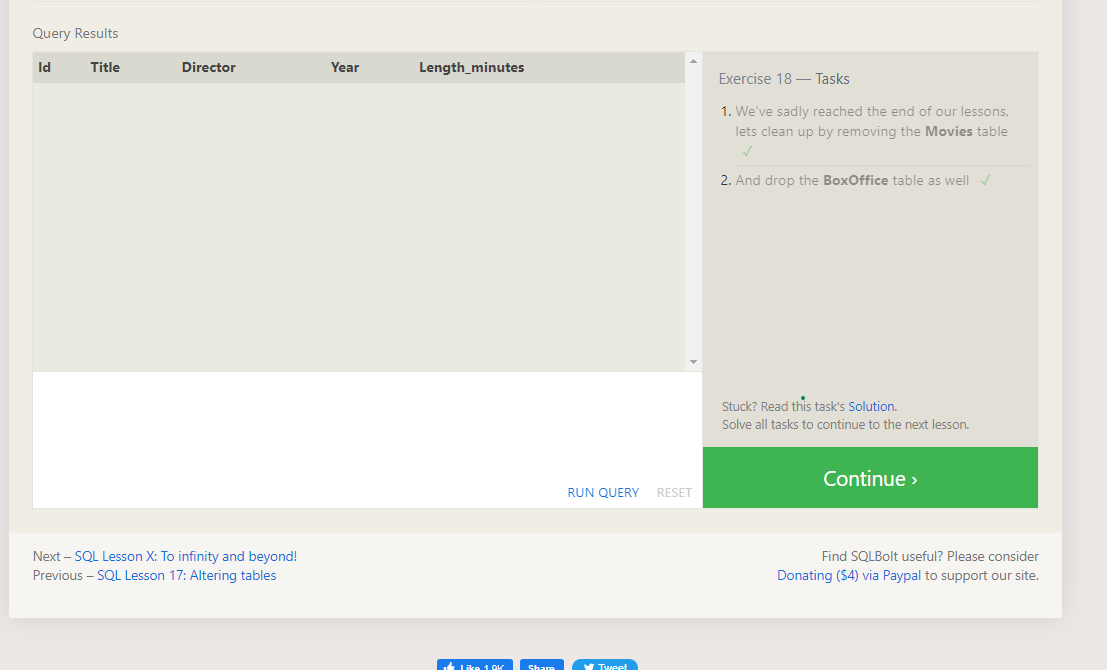 Query Results
Id Title Director Year Length_minutes
Exercise 18 — Tasks
1. We've sadly reached the end of our lessons,
lets clean up by removing the Movies table
✓
2. And drop the BoxOffice table as well ✓
Stuck? Read this task's Solution.
Solve all tasks to continue to the next lesson.
RUN QUERY RESET
Continue ›
Next – SQL Lesson X: To infinity and beyond!
Previous – SQL Lesson 17: Altering tables
Find SQLBolt useful? Please consider
Donating ($4) via Paypal to support our site.
Like 1.9K Share Tweet